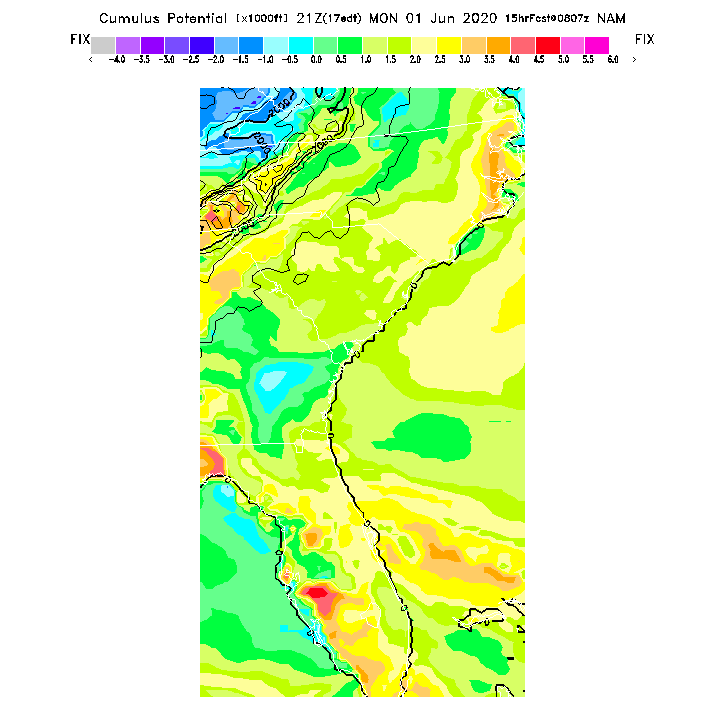 Cumulus Potential [x1000ft] 21Z(17edt) MON 01 Jun 2020 15hrFcst@0807z NAM
FIX FIX
< -4.0 -3.5 -3.0 -2.5 -2.0 -1.5 -1.0 -0.5 0.0 0.5 1.0 1.5 2.0 2.5 3.0 3.5 4.0 4.5 5.0 5.5 6.0 >
2000
2000